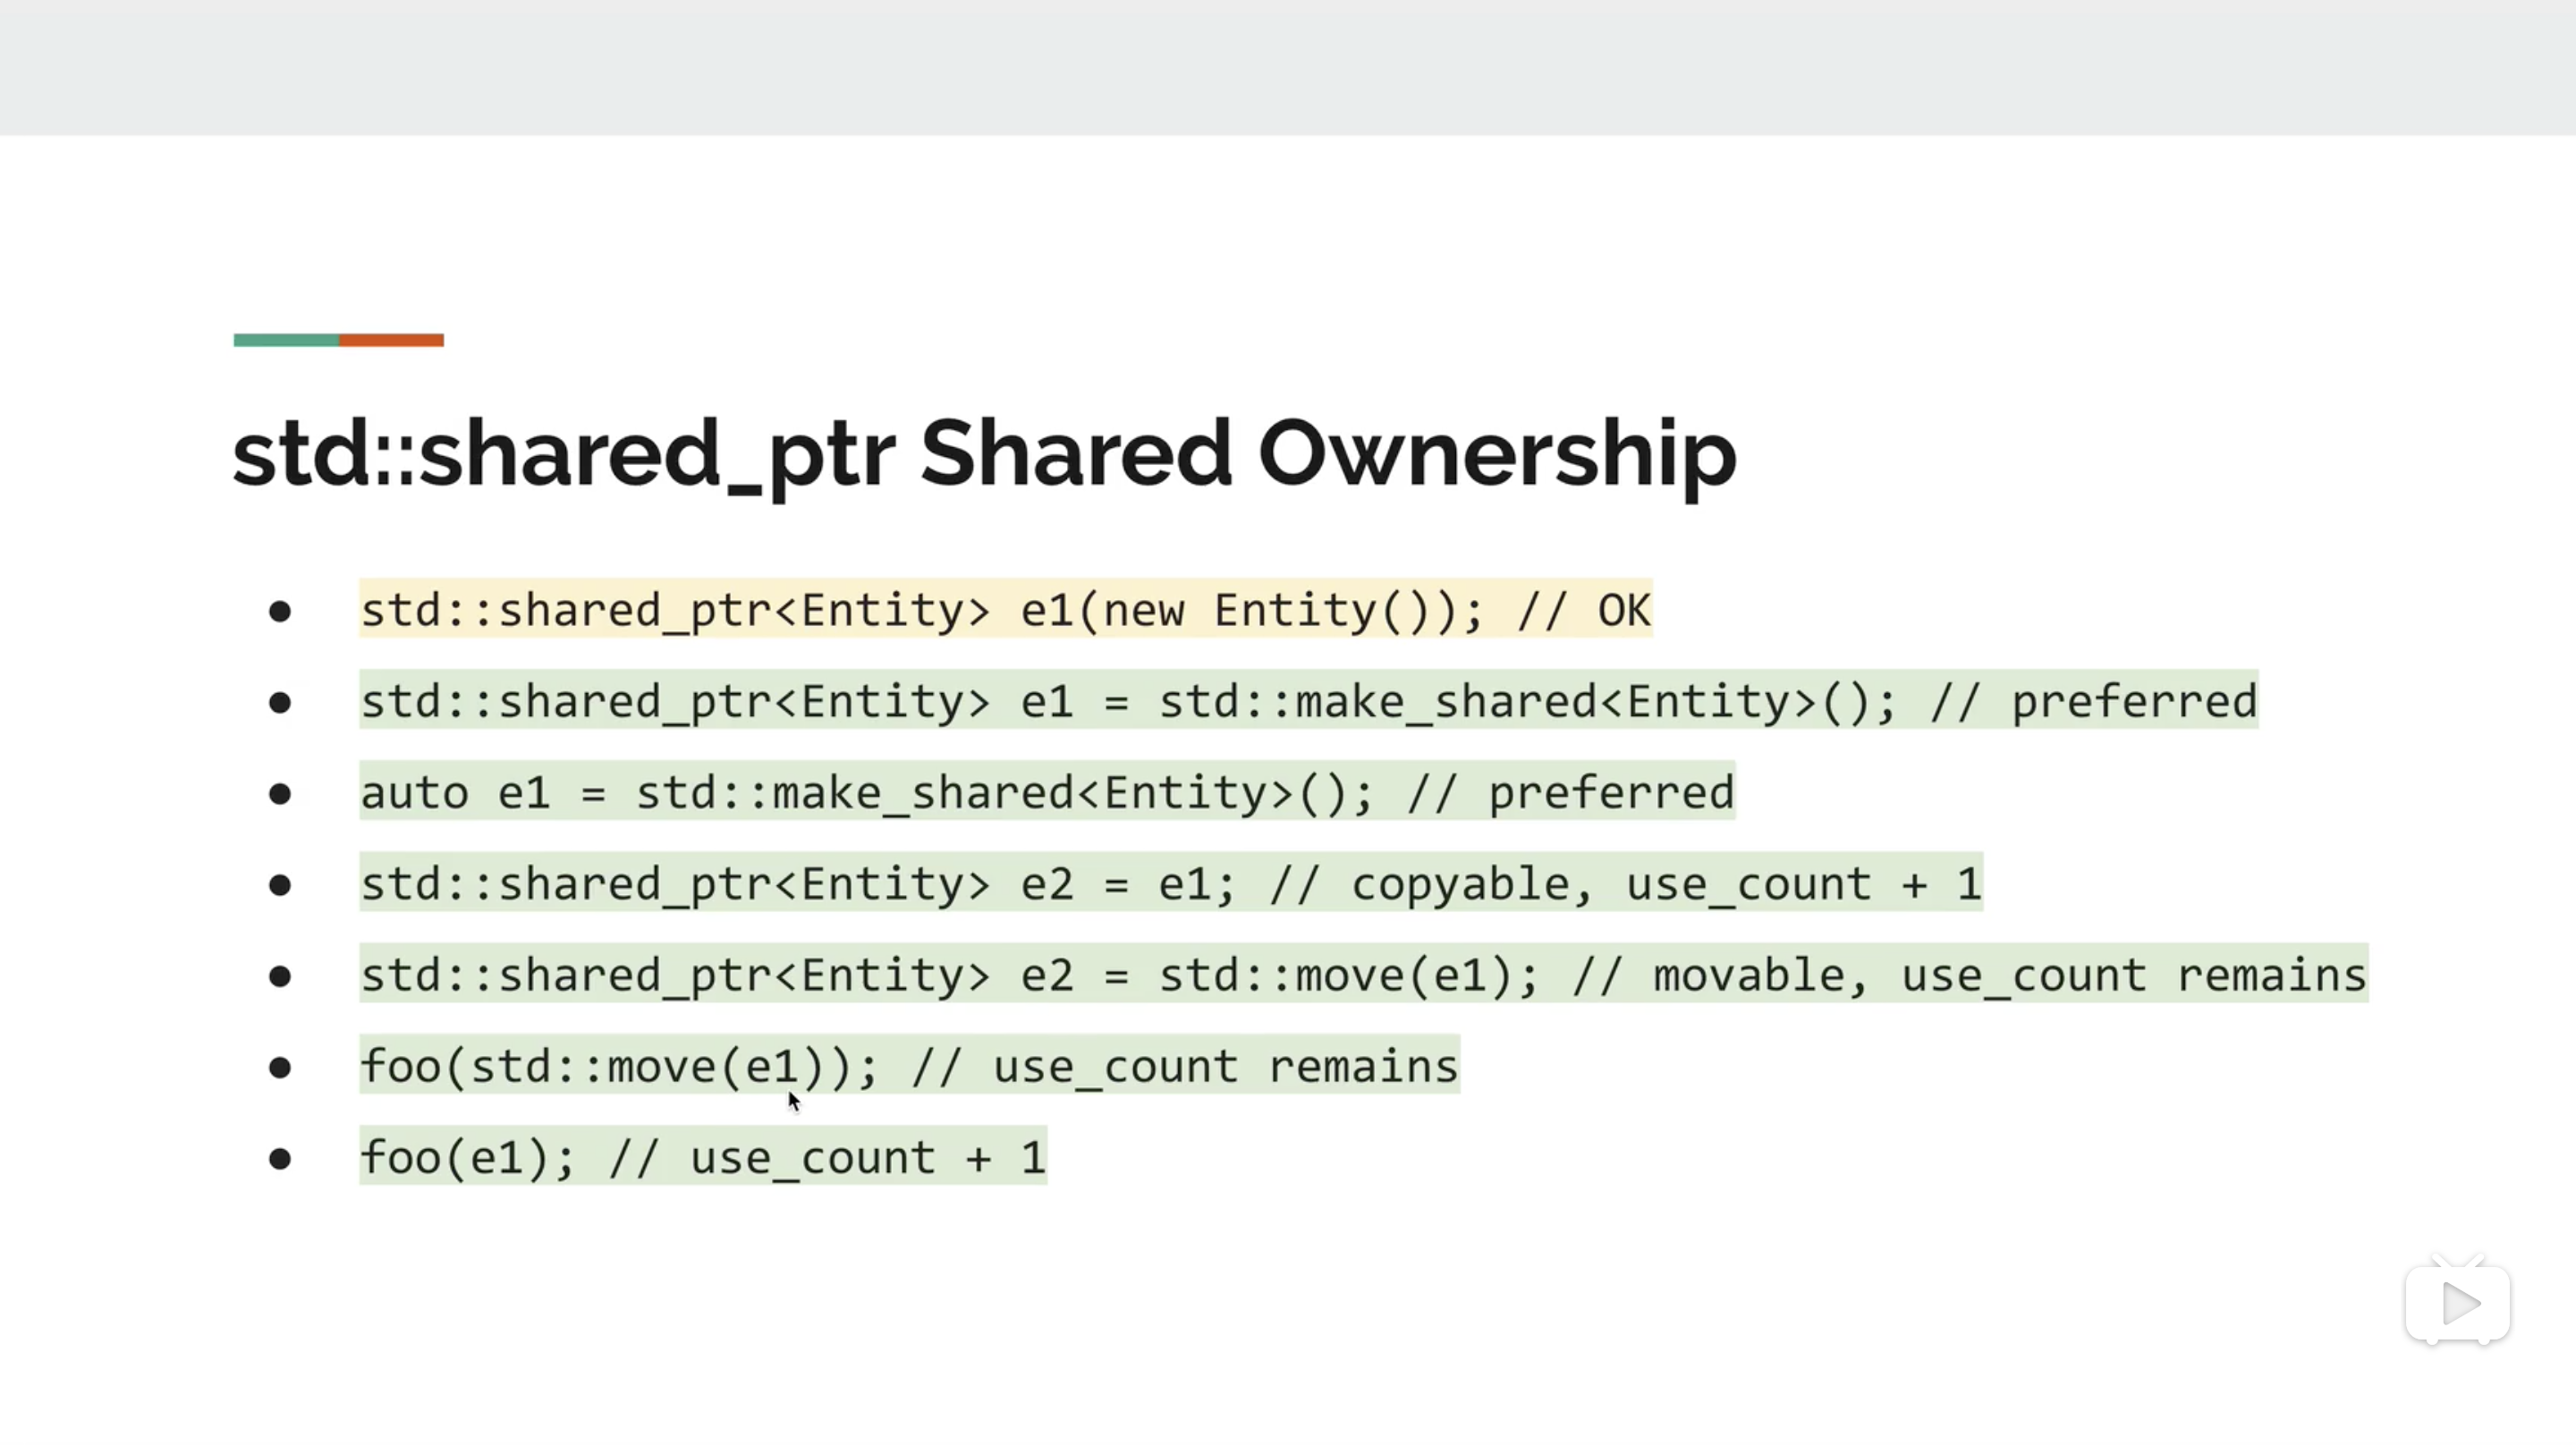 std::shared_ptr Shared Ownership
● std::shared_ptr<Entity> e1(new Entity()); // OK
● std::shared_ptr<Entity> e1 = std::make_shared<Entity>(); // preferred
● auto e1 = std::make_shared<Entity>(); // preferred
● std::shared_ptr<Entity> e2 = e1; // copyable, use_count + 1
● std::shared_ptr<Entity> e2 = std::move(e1); // movable, use_count remains
● foo(std::move(e1)); // use_count remains
● foo(e1); // use_count + 1